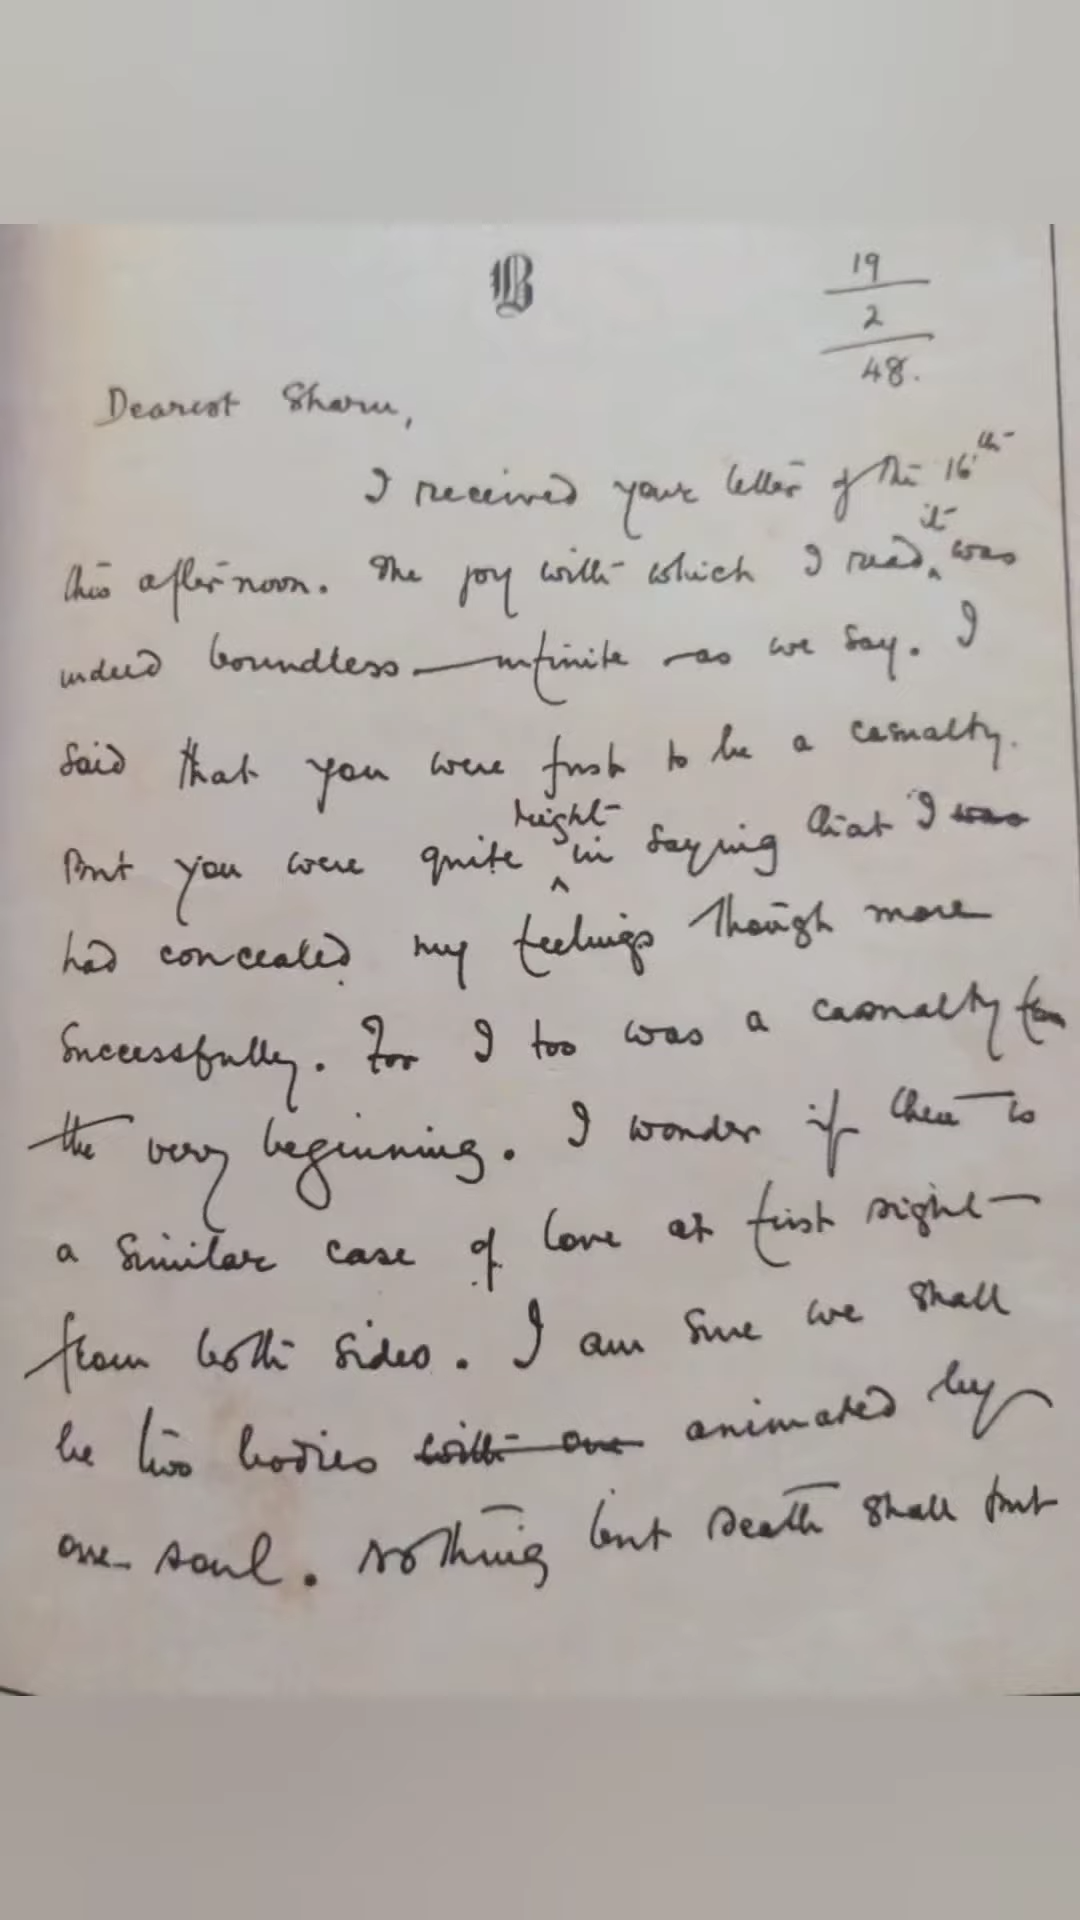 B
19
2
48.
Dearest Sharu,
I received your letter of the 16th
this afternoon. The joy with which I read it was
indeed boundless — infinite as we say. I
said that you were first to be a casualty.
But you were quite right in saying that I was
had concealed my feelings though more
successfully. For I too was a casualty from
the very beginning. I wonder if there is
a similar case of love at first sight
from both sides. I am sure we shall
be two bodies with one animated by
one soul. Nothing but death shall put